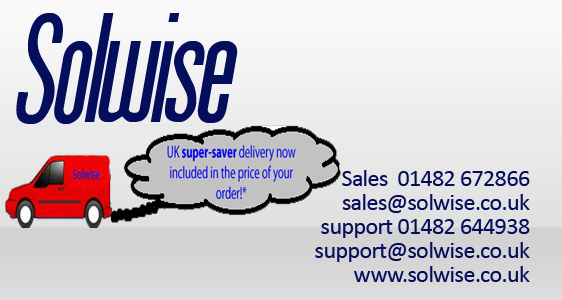 Solwise
Solwise
UK super-saver delivery now
included in the price of your
order!*
Sales 01482 672866
sales@solwise.co.uk
support 01482 644938
support@solwise.co.uk
www.solwise.co.uk